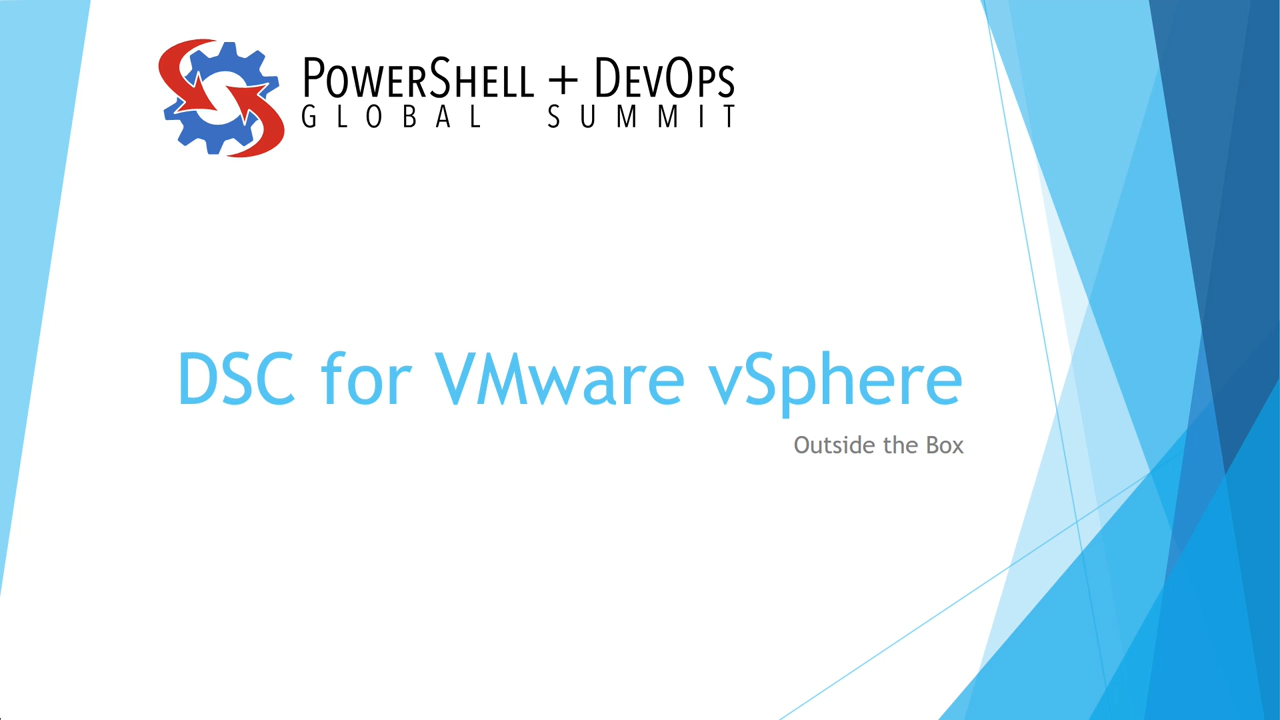 POWERSHELL + DEVOPS
GLOBAL SUMMIT
DSC for VMware vSphere
Outside the Box